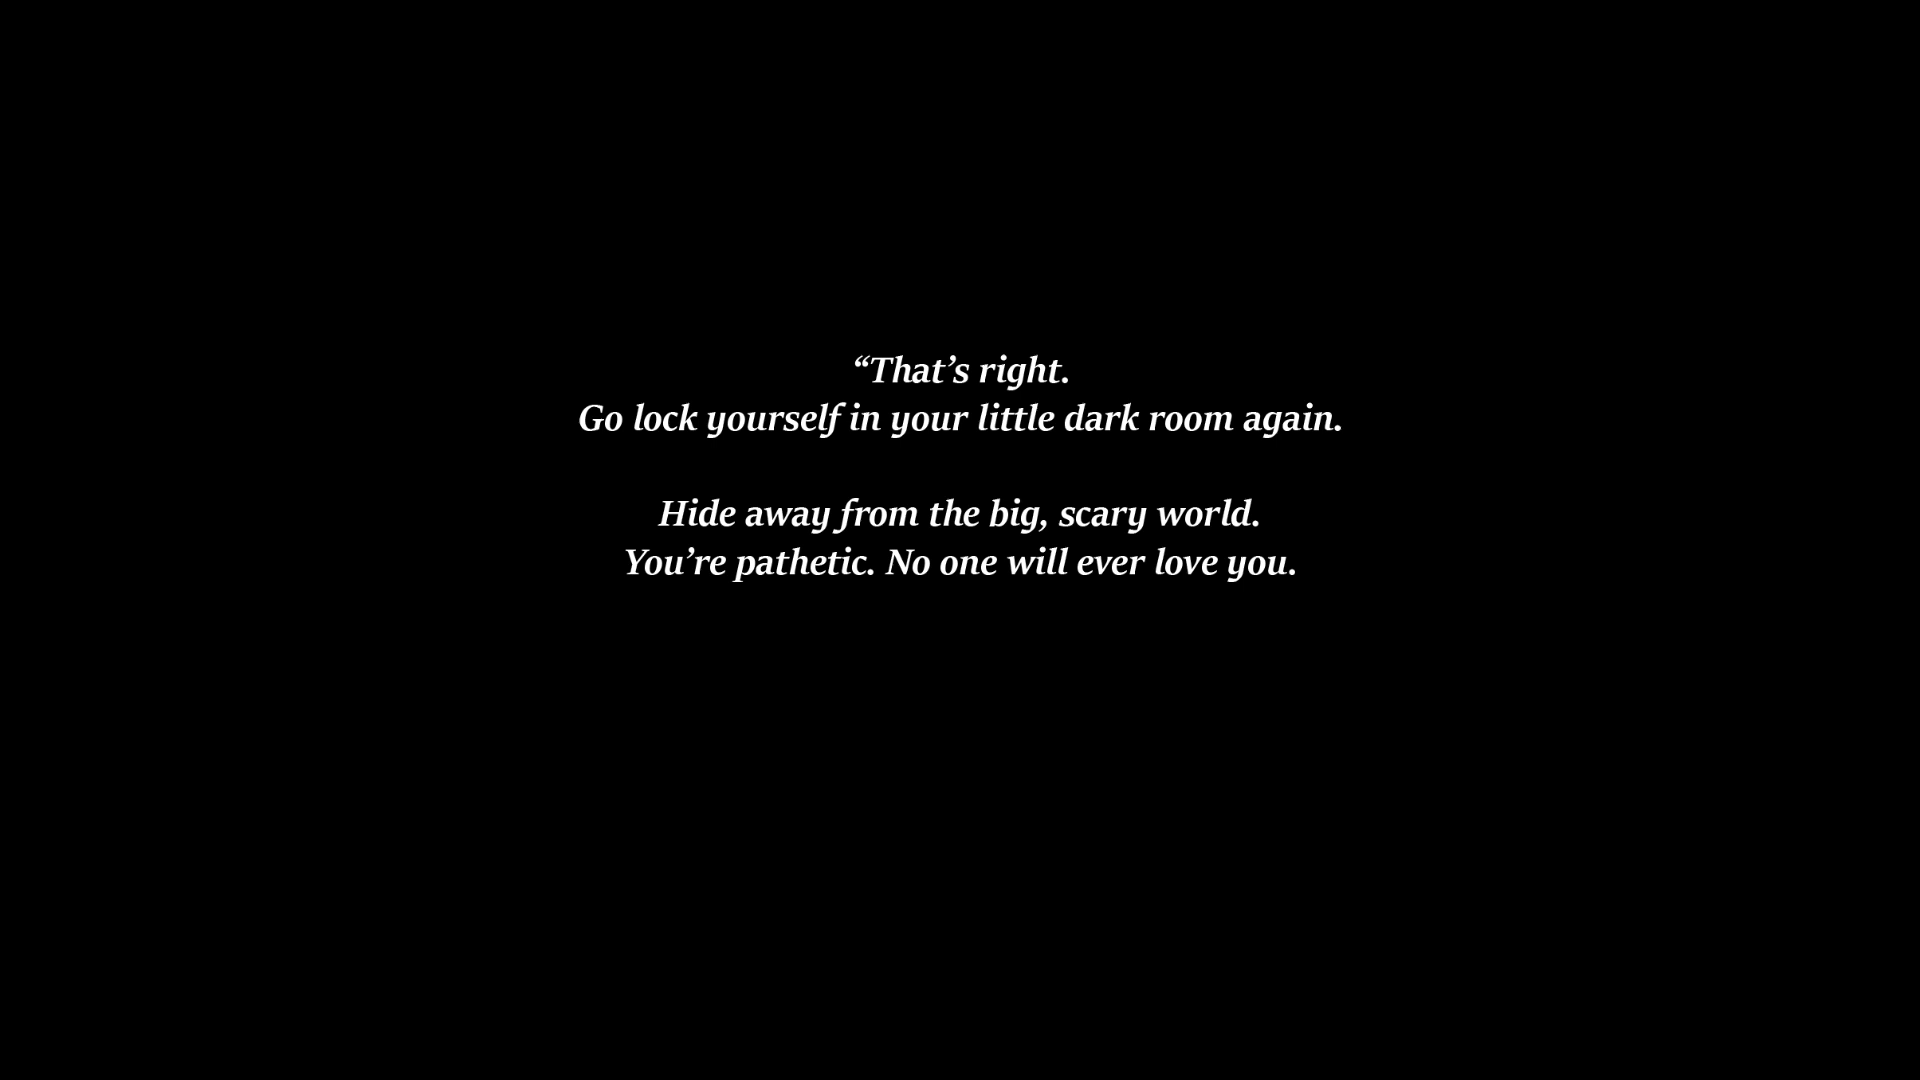 “That’s right.
Go lock yourself in your little dark room again.
Hide away from the big, scary world.
You’re pathetic. No one will ever love you.